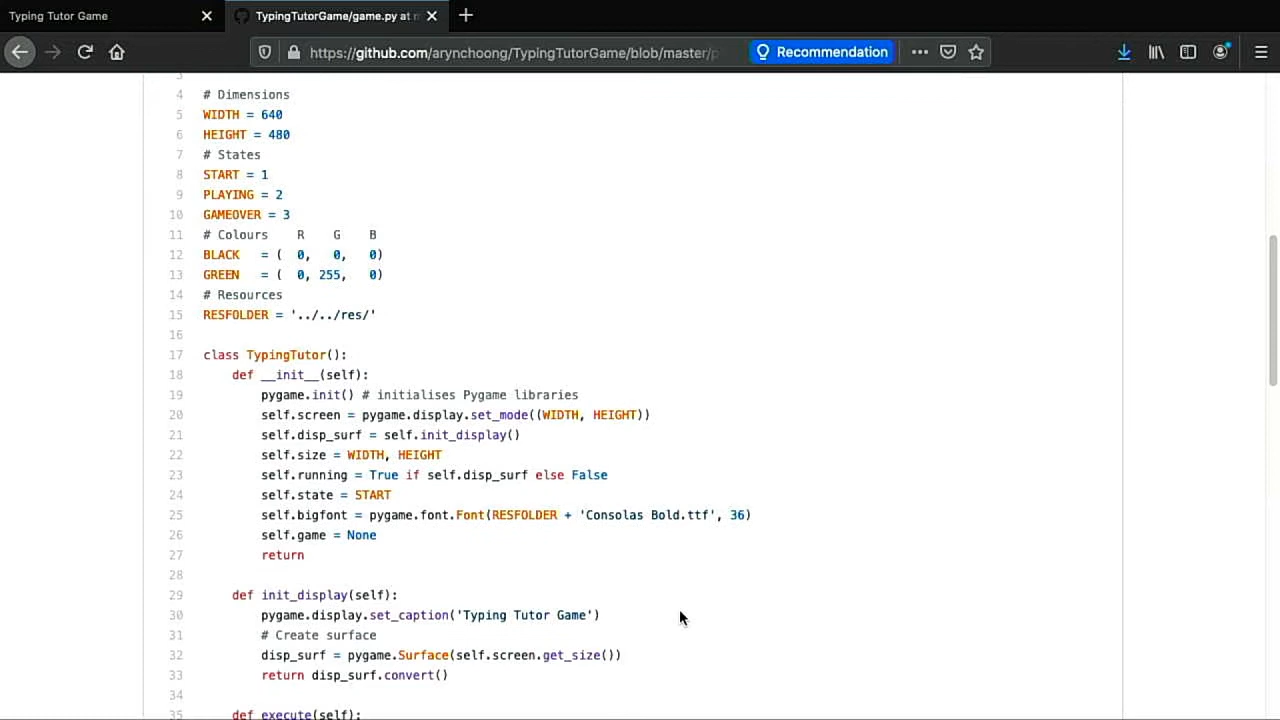 Typing Tutor Game
TypingTutorGame/game.py at m
https://github.com/arynchoong/TypingTutorGame/blob/master/p
Recommendation
3
4 # Dimensions
5 WIDTH = 640
6 HEIGHT = 480
7 # States
8 START = 1
9 PLAYING = 2
10 GAMEOVER = 3
11 # Colours R G B
12 BLACK = ( 0, 0, 0)
13 GREEN = ( 0, 255, 0)
14 # Resources
15 RESFOLDER = '../../res/'
16
17 class TypingTutor():
18 def __init__(self):
19 pygame.init() # initialises Pygame libraries
20 self.screen = pygame.display.set_mode((WIDTH, HEIGHT))
21 self.disp_surf = self.init_display()
22 self.size = WIDTH, HEIGHT
23 self.running = True if self.disp_surf else False
24 self.state = START
25 self.bigfont = pygame.font.Font(RESFOLDER + 'Consolas Bold.ttf', 36)
26 self.game = None
27 return
28
29 def init_display(self):
30 pygame.display.set_caption('Typing Tutor Game')
31 # Create surface
32 disp_surf = pygame.Surface(self.screen.get_size())
33 return disp_surf.convert()
34
35 def execute(self):